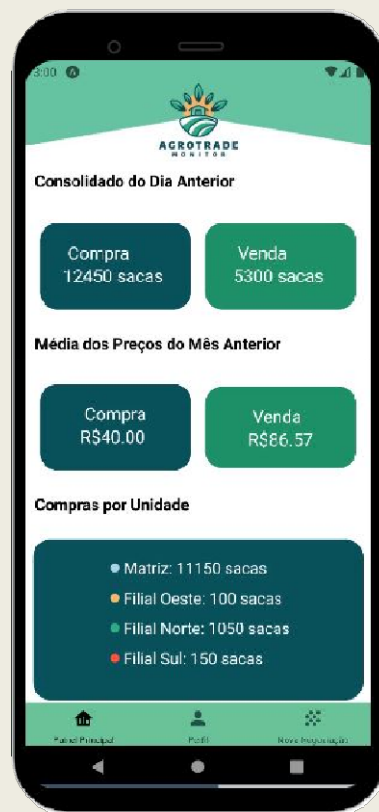 3:00
AGROTRADE
MONITOR
Consolidado do Dia Anterior
Compra
12450 sacas
Venda
5300 sacas
Média dos Preços do Mês Anterior
Compra
R$40.00
Venda
R$86.57
Compras por Unidade
Matriz: 11150 sacas
Filial Oeste: 100 sacas
Filial Norte: 1050 sacas
Filial Sul: 150 sacas
Painel Principal
Perfil
Nova Negociação